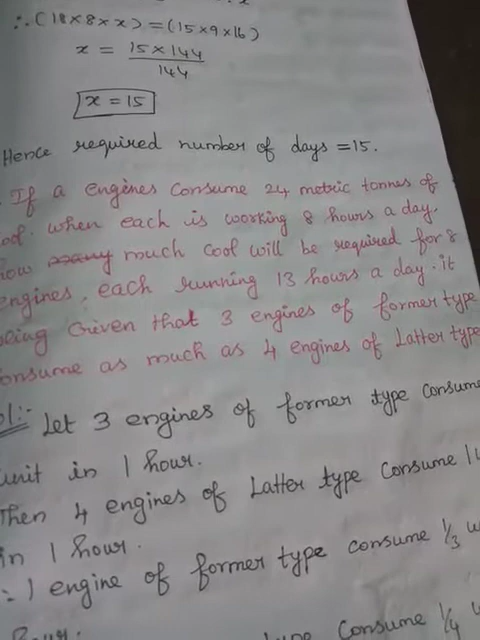 ∴(18×8×x) = (15×9×16)
x = 15×144
144
x = 15
Hence required number of days = 15.
If a engines consume 24 metric tonnes of
when each is working 8 hours a day.
much cool will be required for 8
engines, each running 13 hours a day. it
being Given that 3 engines of former type
consume as much as 4 engines of Latter type
Let 3 engines of former type consume
unit in 1 hour.
Then 4 engines of Latter type consume 1
in 1 hour.
1 engine of former type consume 1/3
consume 1/4